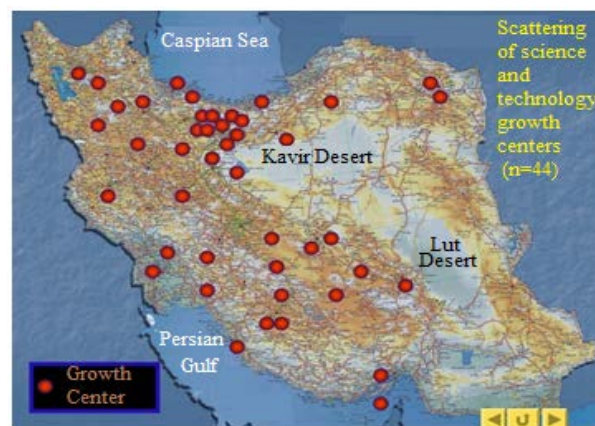 Caspian Sea
Scattering
of science
and
technology
growth
centers
(n=44)
Kavir Desert
Lut
Desert
Persian
Gulf
Growth
Center